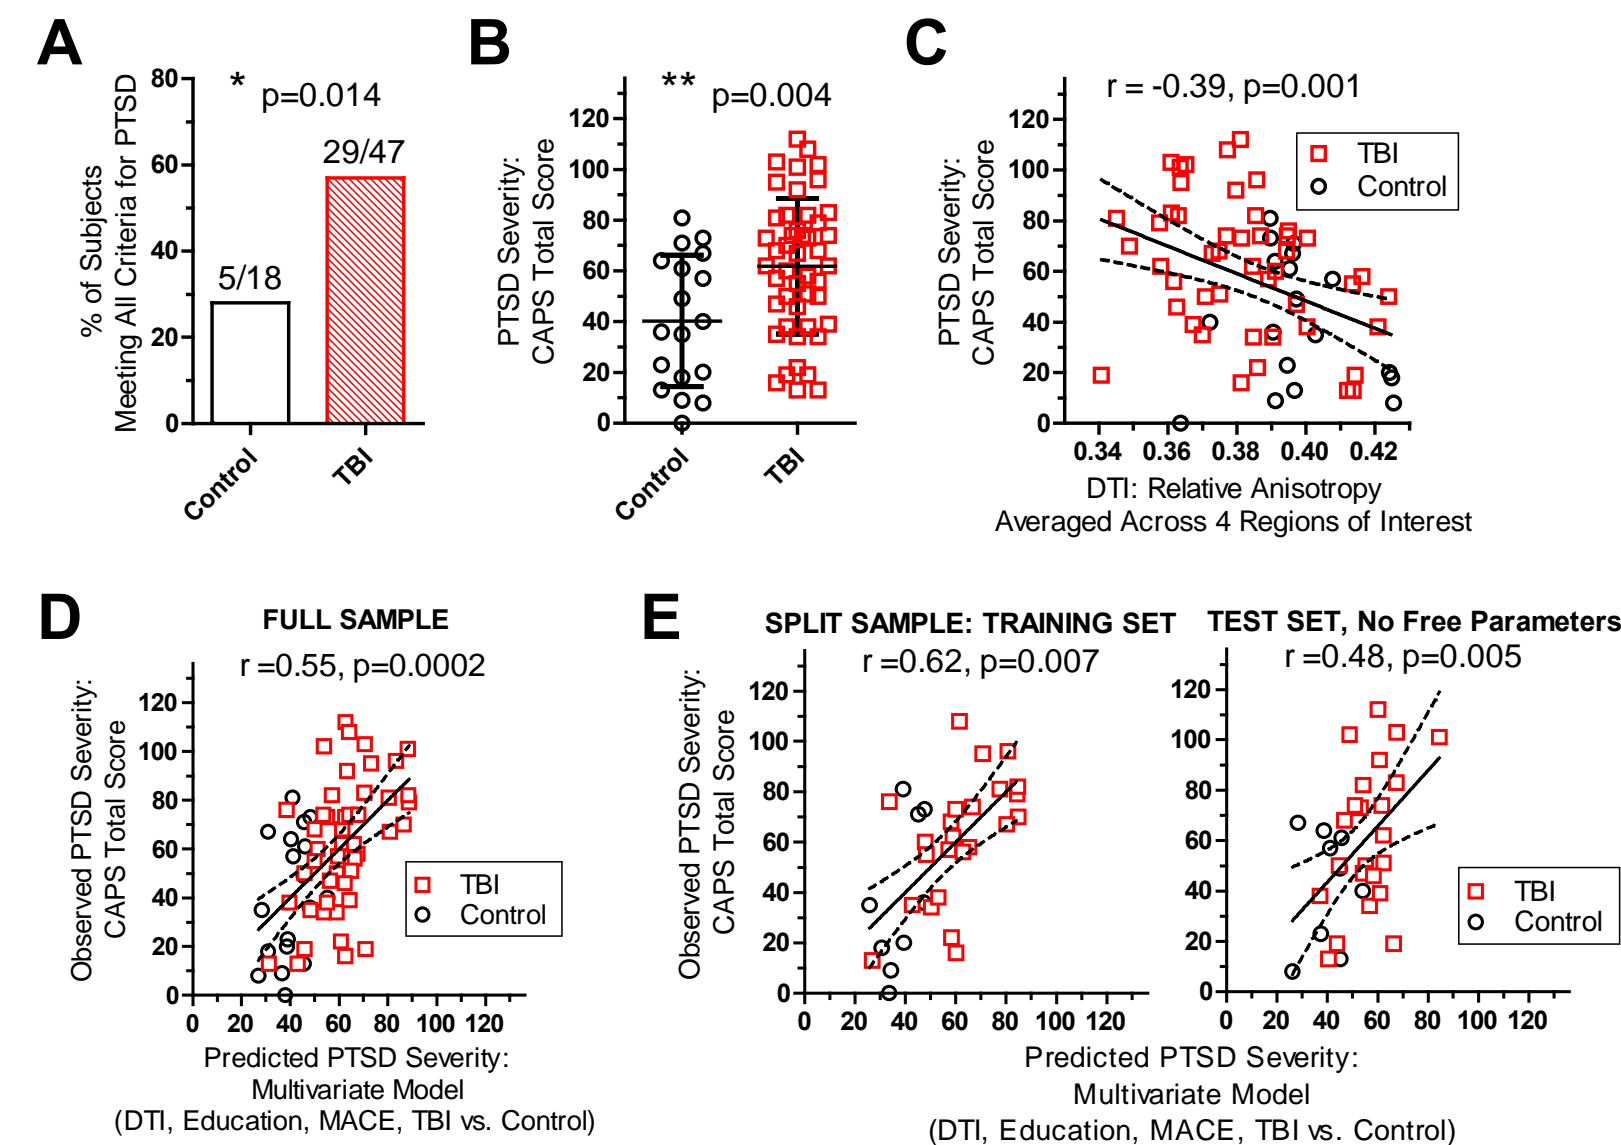 A
% of Subjects
Meeting All Criteria for PTSD
80
60
40
20
0
*
p=0.014
5/18
29/47
Control
TBI
B
PTSD Severity:
CAPS Total Score
120
100
80
60
40
20
0
**
p=0.004
Control
TBI
C
PTSD Severity:
CAPS Total Score
120
100
80
60
40
20
0
r = -0.39, p=0.001
TBI
Control
0.34 0.36 0.38 0.40 0.42
DTI: Relative Anisotropy
Averaged Across 4 Regions of Interest
D
FULL SAMPLE
r =0.55, p=0.0002
Observed PTSD Severity:
CAPS Total Score
120
100
80
60
40
20
0
TBI
Control
0 20 40 60 80 100 120
Predicted PTSD Severity:
Multivariate Model
(DTI, Education, MACE, TBI vs. Control)
E
SPLIT SAMPLE: TRAINING SET
r =0.62, p=0.007
Observed PTSD Severity:
CAPS Total Score
120
100
80
60
40
20
0
0 20 40 60 80 100 120
TEST SET, No Free Parameters
r =0.48, p=0.005
120
100
80
60
40
20
0
TBI
Control
0 20 40 60 80 100 120
Predicted PTSD Severity:
Multivariate Model
(DTI, Education, MACE, TBI vs. Control)